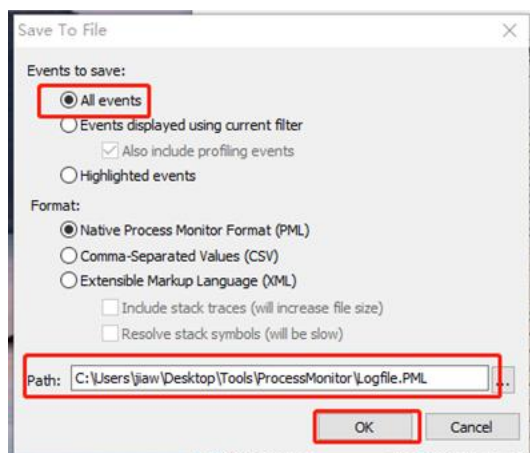 Save To File
Events to save:
All events
Events displayed using current filter
Also include profiling events
Highlighted events
Format:
Native Process Monitor Format (PML)
Comma-Separated Values (CSV)
Extensible Markup Language (XML)
Include stack traces (will increase file size)
Resolve stack symbols (will be slow)
Path: C:\Users\jiaw\Desktop\Tools\ProcessMonitor\Logfile.PML ...
OK Cancel